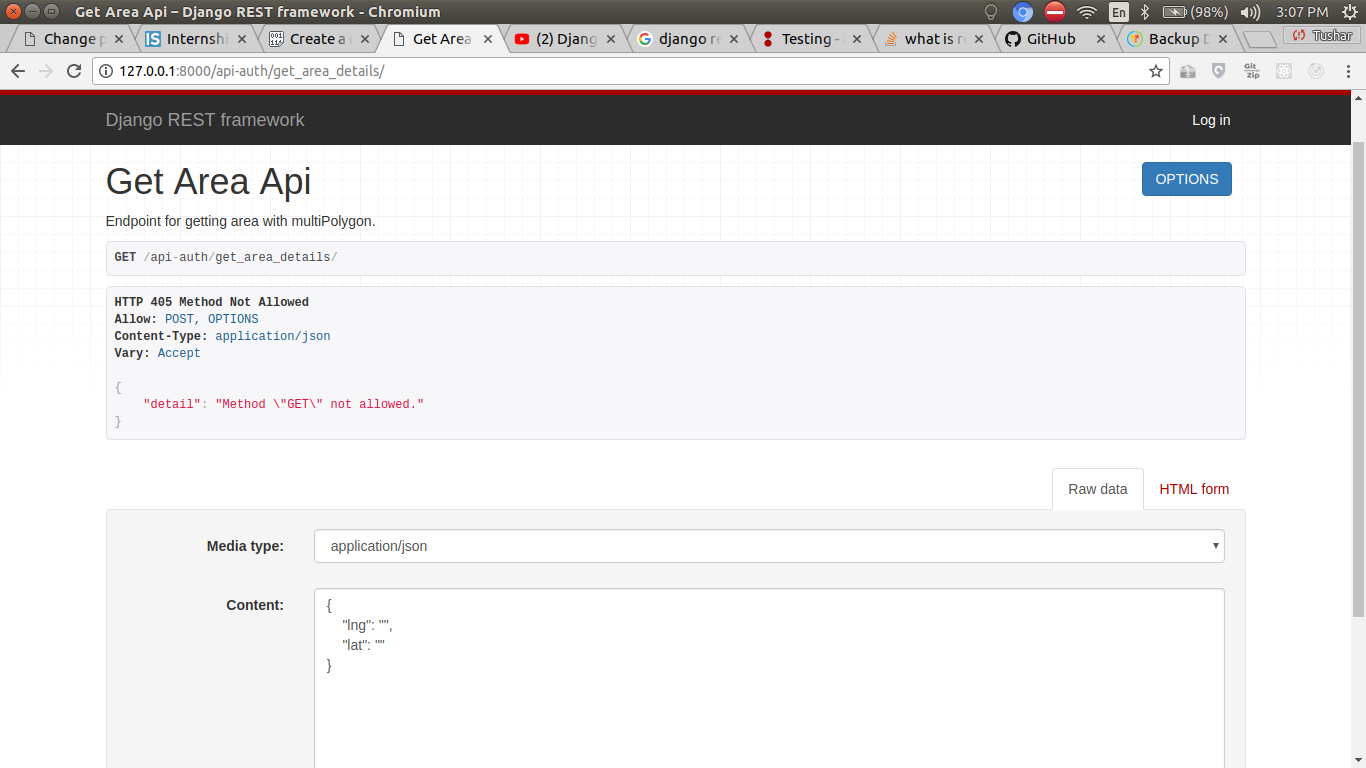 Get Area Api – Django REST framework - Chromium
En (98%) 3:07 PM
Change p Internshi Create a Get Area (2) Djang django re Testing - what is re GitHub Backup D Tushar
127.0.0.1:8000/api-auth/get_area_details/
Git Zip
Django REST framework Log in
Get Area Api OPTIONS
Endpoint for getting area with multiPolygon.
GET /api-auth/get_area_details/
HTTP 405 Method Not Allowed
Allow: POST, OPTIONS
Content-Type: application/json
Vary: Accept
{
"detail": "Method \"GET\" not allowed."
}
Raw data HTML form
Media type: application/json
Content: {
"lng": "",
"lat": ""
}